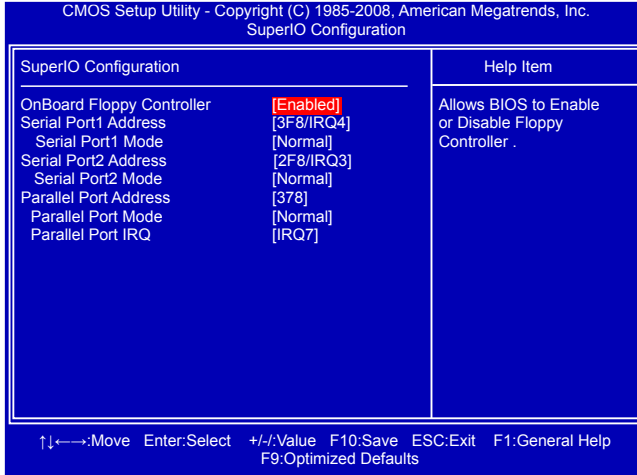 CMOS Setup Utility - Copyright (C) 1985-2008, American Megatrends, Inc.
SuperIO Configuration
SuperIO Configuration
Help Item
OnBoard Floppy Controller [Enabled]
Serial Port1 Address [3F8/IRQ4]
Serial Port1 Mode [Normal]
Serial Port2 Address [2F8/IRQ3]
Serial Port2 Mode [Normal]
Parallel Port Address [378]
Parallel Port Mode [Normal]
Parallel Port IRQ [IRQ7]
Allows BIOS to Enable
or Disable Floppy
Controller .
↑↓←→:Move Enter:Select +/-/:Value F10:Save ESC:Exit F1:General Help
F9:Optimized Defaults